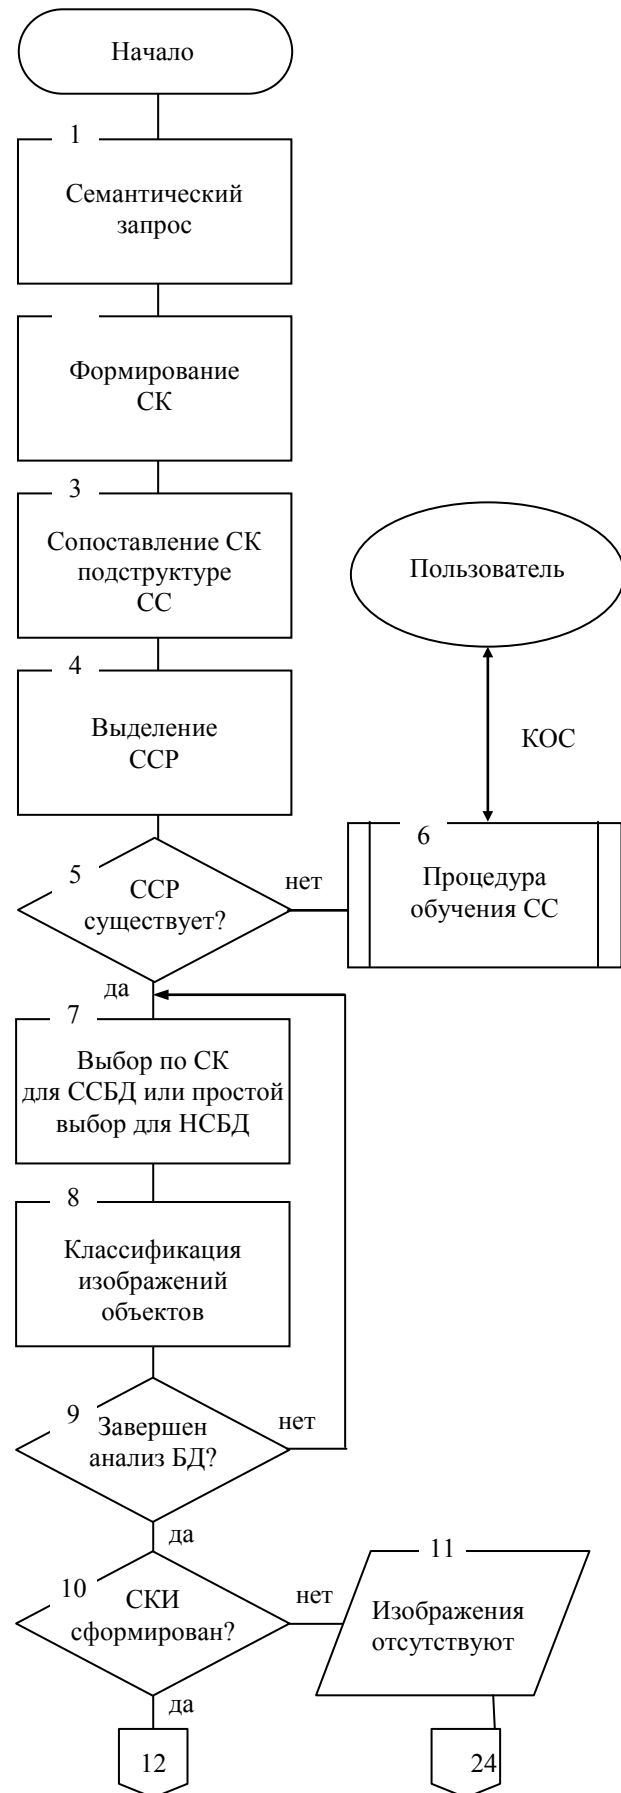 Начало
1
Семантический
запрос
Формирование
СК
3
Сопоставление СК
подструктуре
СС
Пользователь
4
Выделение
ССР
КОС
5
ССР
существует?
нет
6
Процедура
обучения СС
да
7
Выбор по СК
для ССБД или простой
выбор для НСБД
8
Классификация
изображений
объектов
9
Завершен
анализ БД?
нет
да
10
СКИ
сформирован?
нет
11
Изображения
отсутствуют
да
12
24